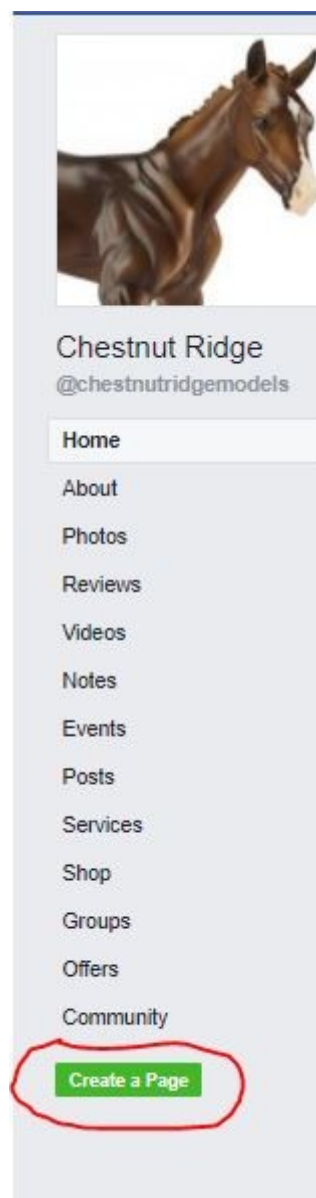 Chestnut Ridge
@chestnutridgemodels
Home
About
Photos
Reviews
Videos
Notes
Events
Posts
Services
Shop
Groups
Offers
Community
Create a Page